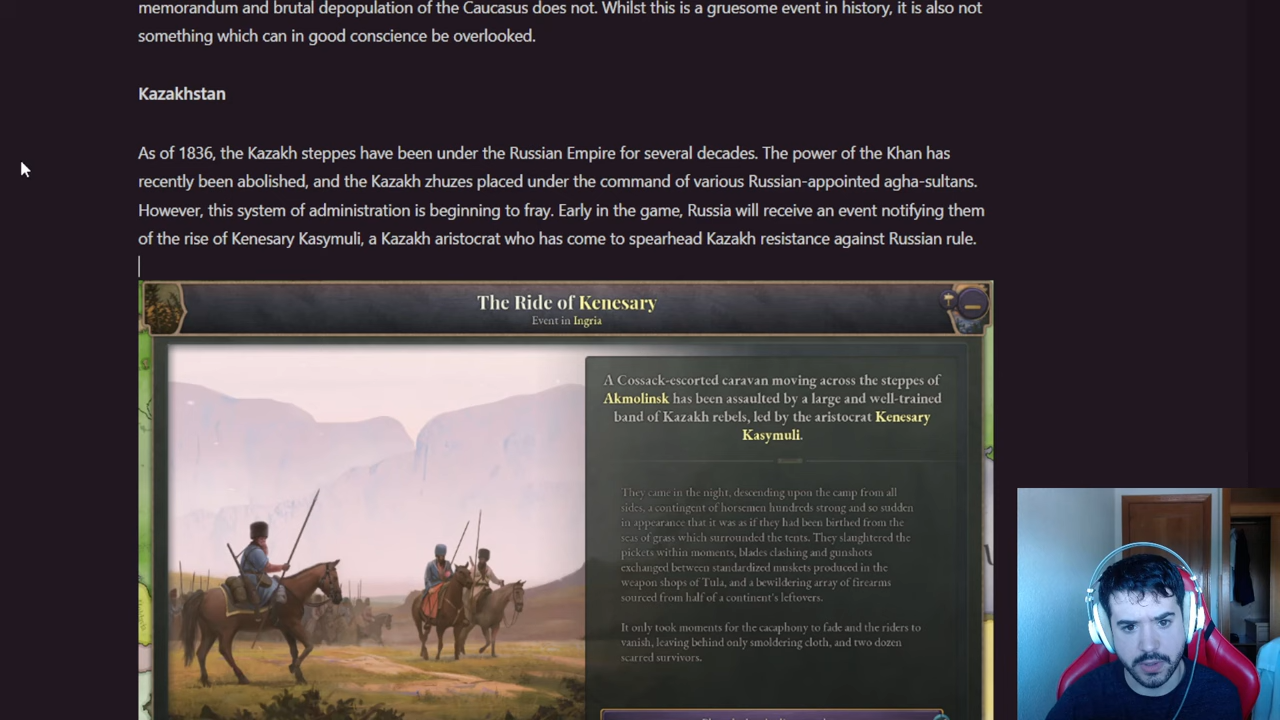 memorandum and brutal depopulation of the Caucasus does not. Whilst this is a gruesome event in history, it is also not
something which can in good conscience be overlooked.
Kazakhstan
As of 1836, the Kazakh steppes have been under the Russian Empire for several decades. The power of the Khan has
recently been abolished, and the Kazakh zhuzes placed under the command of various Russian-appointed agha-sultans.
However, this system of administration is beginning to fray. Early in the game, Russia will receive an event notifying them
of the rise of Kenesary Kasymuli, a Kazakh aristocrat who has come to spearhead Kazakh resistance against Russian rule.
The Ride of Kenesary
Event in Ingria
A Cossack-escorted caravan moving across the steppes of
Akmolinsk has been assaulted by a large and well-trained
band of Kazakh rebels, led by the aristocrat Kenesary
Kasymuli.
They came in the night, descending upon the camp from all
sides, a contingent of horsemen hundreds strong and so sudden
in appearance that it was as if they had been birthed from the
seas of grass which surrounded the tents. They slaughtered the
pickets within moments, blades clashing and gunshots
exchanged between standardized muskets produced in the
weapon shops of Tula, and a bewildering array of firearms
sourced from half of a continent's leftovers.
It only took moments for the cacaphony to fade and the riders to
vanish, leaving behind only smoldering cloth, and two dozen
scarred survivors.